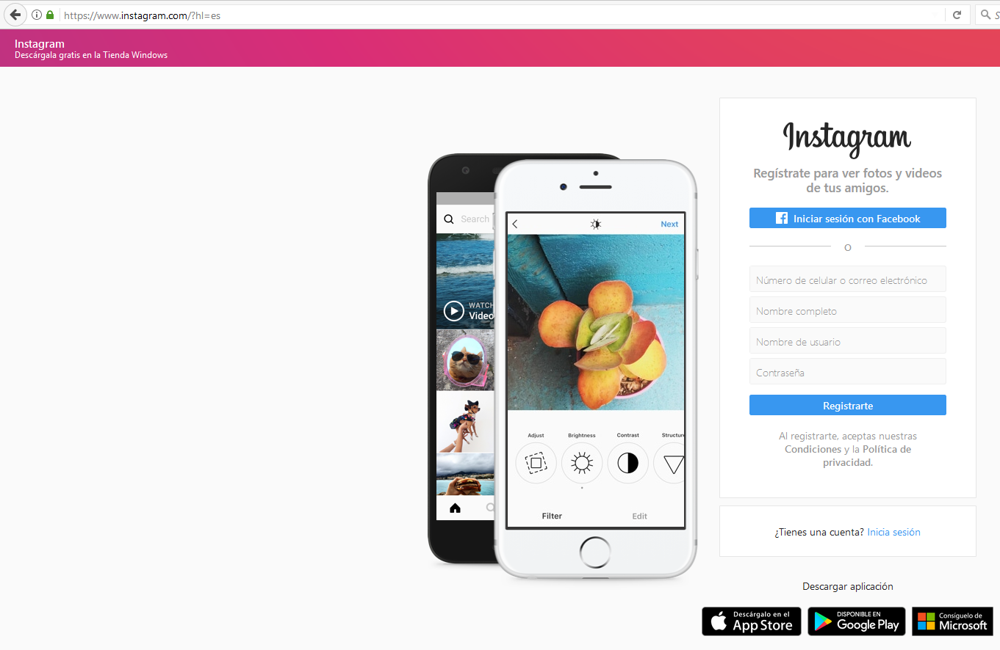 https://www.instagram.com/?hl=es
S
Instagram
Descárgala gratis en la Tienda Windows
Search
WATCH
Video
Next
Adjust
Brightness
Contrast
Structure
Filter
Edit
Instagram
Regístrate para ver fotos y videos
de tus amigos.
Iniciar sesión con Facebook
O
Número de celular o correo electrónico
Nombre completo
Nombre de usuario
Contraseña
Registrarte
Al registrarte, aceptas nuestras
Condiciones y la Política de
privacidad.
¿Tienes una cuenta? Inicia sesión
Descargar aplicación
Descárgalo en el
App Store
DISPONIBLE EN
Google Play
Consíguelo de
Microsoft